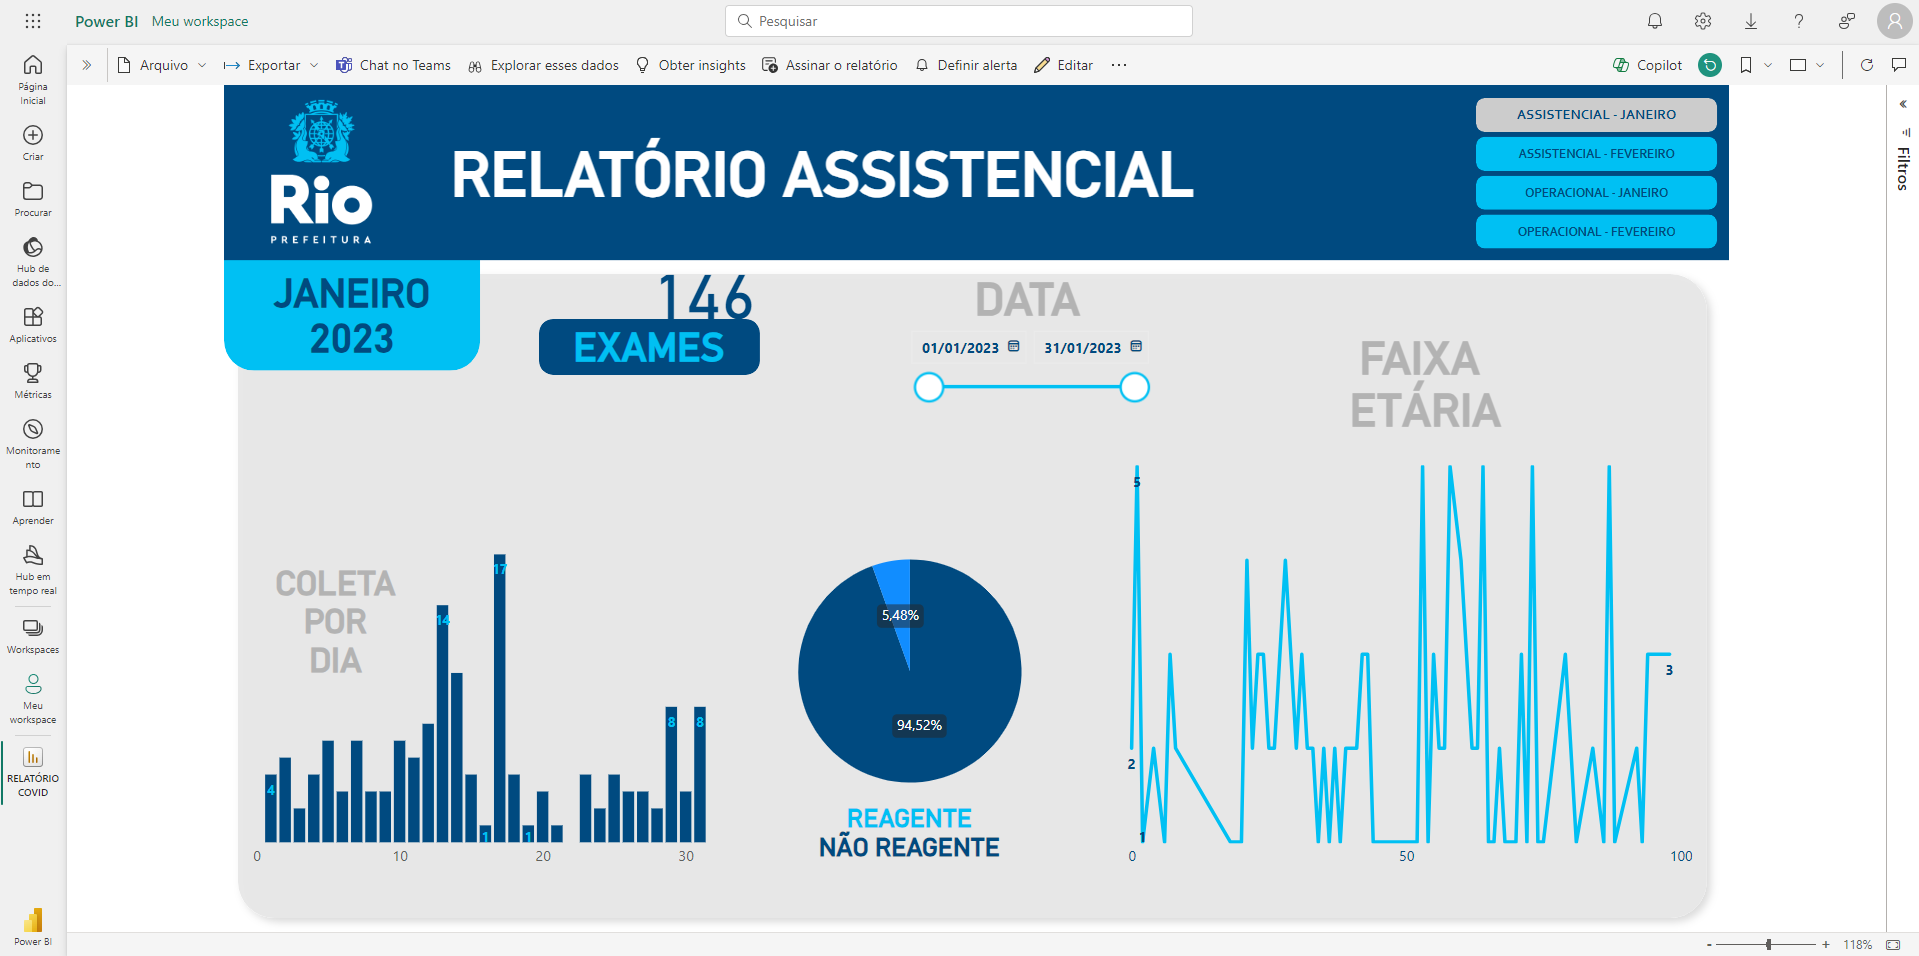 Power BI Meu workspace
Pesquisar
Arquivo Exportar Chat no Teams Explorar esses dados Obter insights Assinar o relatório Definir alerta Editar ...
Copilot
Página
Inicial
Criar
Procurar
Hub de
dados do...
Aplicativos
Métricas
Monitorame
nto
Aprender
Hub em
tempo real
Workspaces
Meu
workspace
RELATÓRIO
COVID
Power BI
Rio
PREFEITURA
RELATÓRIO ASSISTENCIAL
ASSISTENCIAL - JANEIRO
ASSISTENCIAL - FEVEREIRO
OPERACIONAL - JANEIRO
OPERACIONAL - FEVEREIRO
Filtros
JANEIRO
2023
146
EXAMES
DATA
01/01/2023 31/01/2023
FAIXA
ETÁRIA
COLETA
POR
DIA
4 14 1 17 1 8 8
0 10 20 30
5,48%
94,52%
REAGENTE
NÃO REAGENTE
5
2
1
3
0 50 100
- + 118%